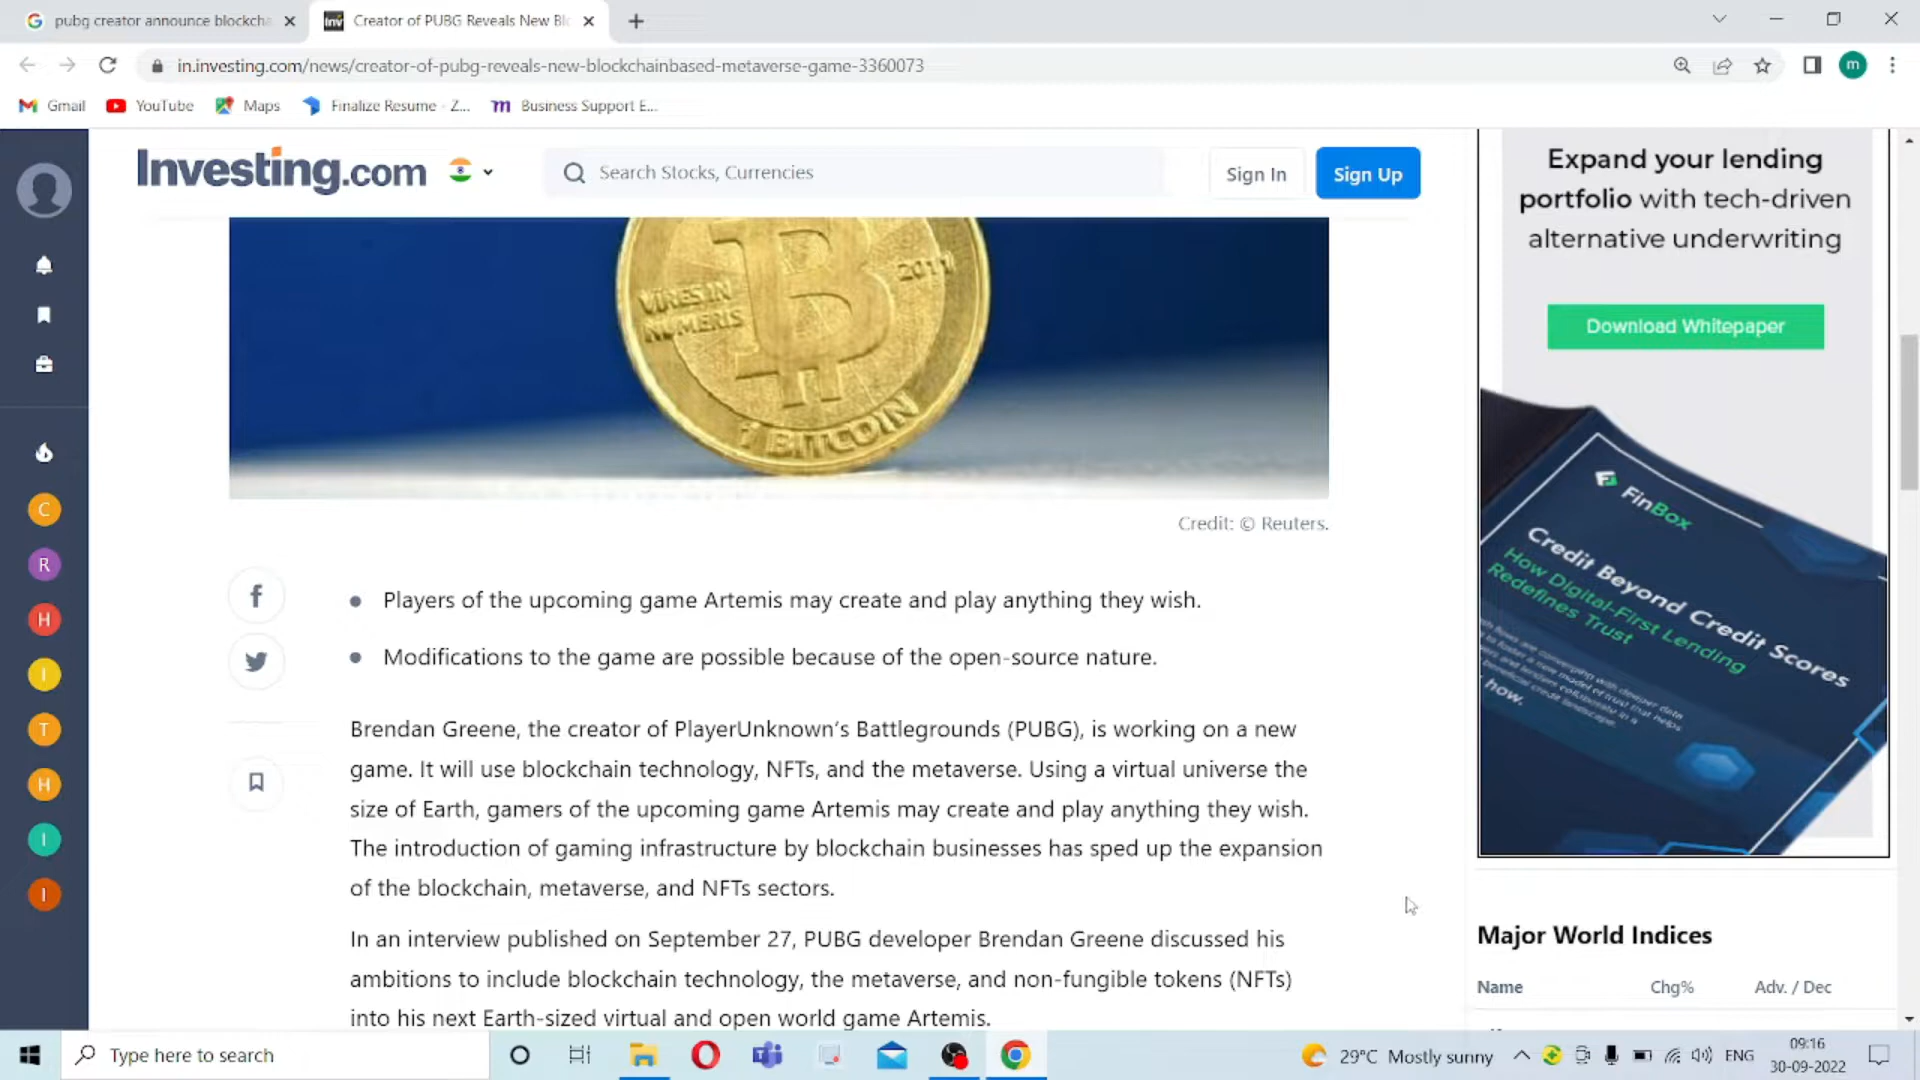 pubg creator announce blockcha
Creator of PUBG Reveals New Bl
in.investing.com/news/creator-of-pubg-reveals-new-blockchainbased-metaverse-game-3360073
m
Gmail
YouTube
Maps
Finalize Resume - Z...
Business Support E...
Investing.com
Search Stocks, Currencies
Sign In
Sign Up
VIRES IN
NUMERIS
2011
1 BITCOIN
Credit: © Reuters.
C
R
H
I
T
H
I
I
Players of the upcoming game Artemis may create and play anything they wish.
Modifications to the game are possible because of the open-source nature.
Brendan Greene, the creator of PlayerUnknown’s Battlegrounds (PUBG), is working on a new
game. It will use blockchain technology, NFTs, and the metaverse. Using a virtual universe the
size of Earth, gamers of the upcoming game Artemis may create and play anything they wish.
The introduction of gaming infrastructure by blockchain businesses has sped up the expansion
of the blockchain, metaverse, and NFTs sectors.
In an interview published on September 27, PUBG developer Brendan Greene discussed his
ambitions to include blockchain technology, the metaverse, and non-fungible tokens (NFTs)
into his next Earth-sized virtual and open world game Artemis.
Expand your lending
portfolio with tech-driven
alternative underwriting
Download Whitepaper
FinBox
Credit Beyond Credit Scores
How Digital-First Lending
Redefines Trust
how.
Major World Indices
Name Chg% Adv. / Dec
Type here to search
29°C Mostly sunny
ENG
09:16
30-09-2022